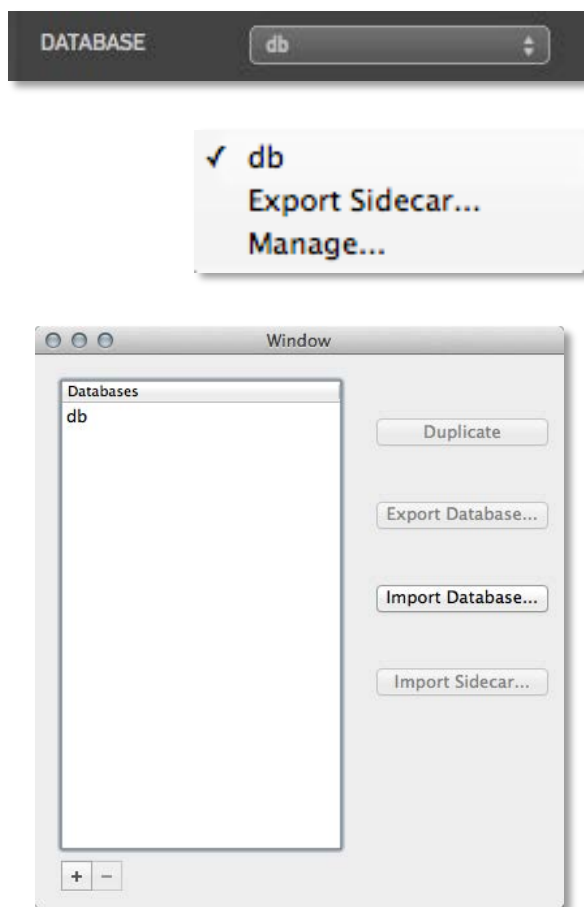 DATABASE db
✓ db
Export Sidecar...
Manage...
Window
Databases
db
Duplicate
Export Database...
Import Database...
Import Sidecar...
+ −